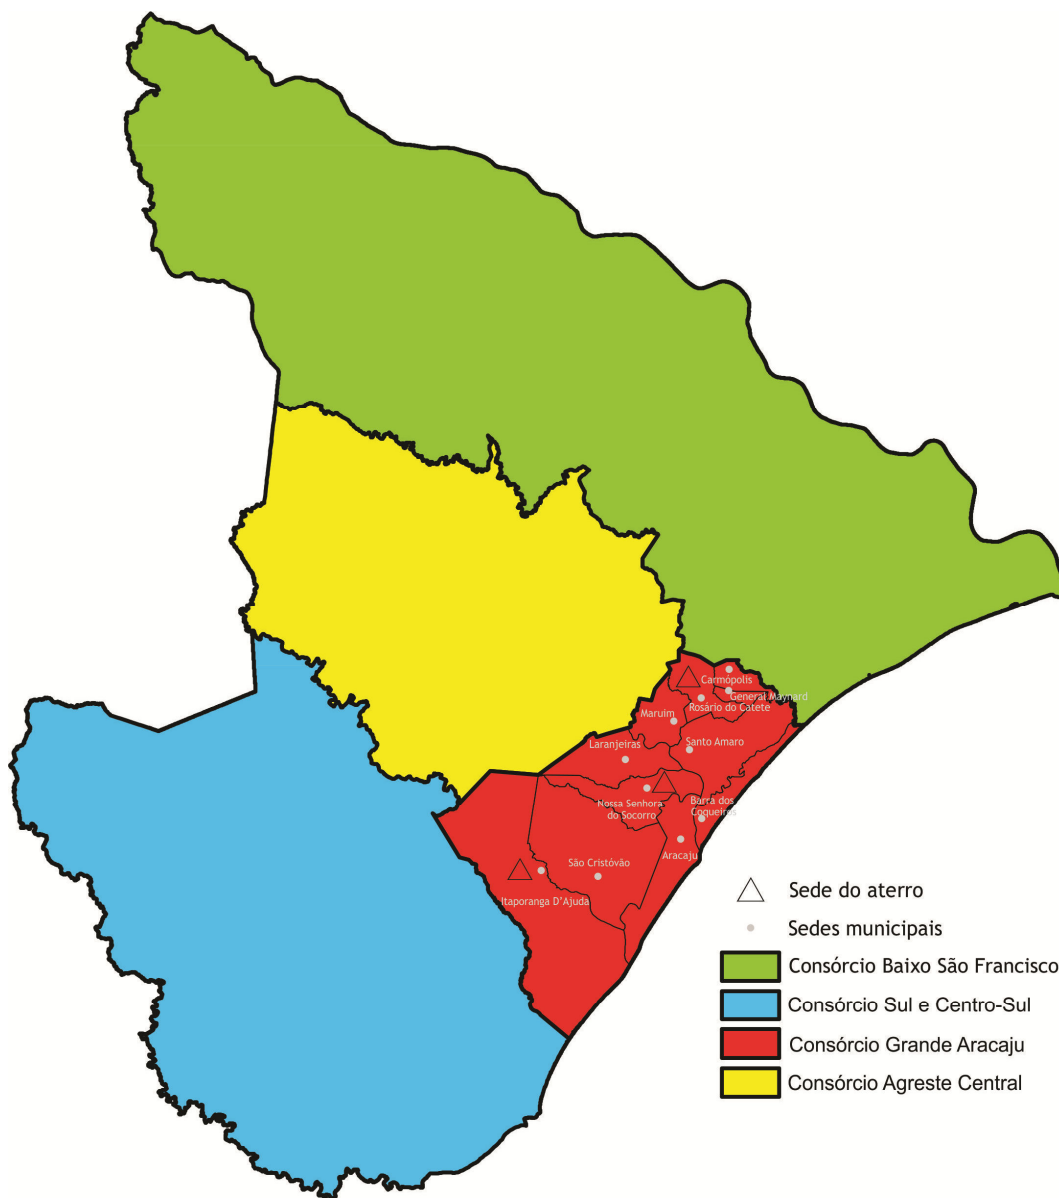 Carmópolis
General Maynard
Rosário do Catete
Maruim
Santo Amaro
Laranjeiras
Nossa Senhora
do Socorro
Barra dos
Coqueiros
Aracaju
São Cristóvão
Itaporanga D'Ajuda
Sede do aterro
Sedes municipais
Consórcio Baixo São Francisco
Consórcio Sul e Centro-Sul
Consórcio Grande Aracaju
Consórcio Agreste Central